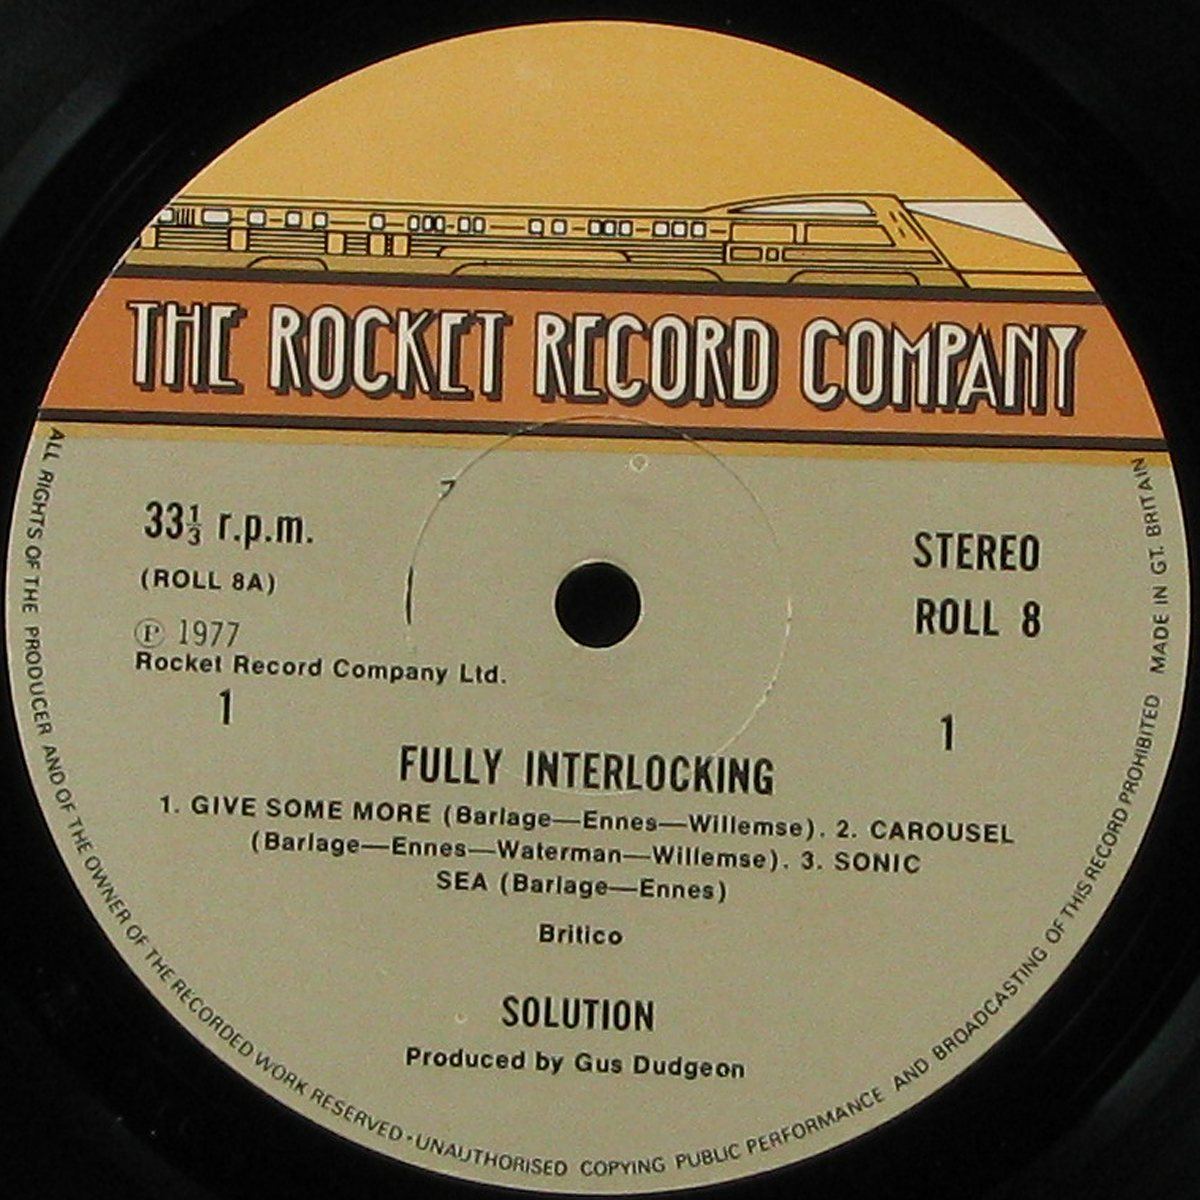 THE ROCKET RECORD COMPANY
33⅓ r.p.m.
(ROLL 8A)
Ⓟ 1977
Rocket Record Company Ltd.
1
STEREO
ROLL 8
1
FULLY INTERLOCKING
1. GIVE SOME MORE (Barlage—Ennes—Willemse). 2. CAROUSEL
(Barlage—Ennes—Waterman—Willemse). 3. SONIC
SEA (Barlage—Ennes)
Britico
SOLUTION
Produced by Gus Dudgeon
ALL RIGHTS OF THE PRODUCER AND OF THE OWNER OF THE RECORDED WORK RESERVED · UNAUTHORISED COPYING PUBLIC PERFORMANCE AND BROADCASTING OF THIS RECORD PROHIBITED MADE IN GT. BRITAIN